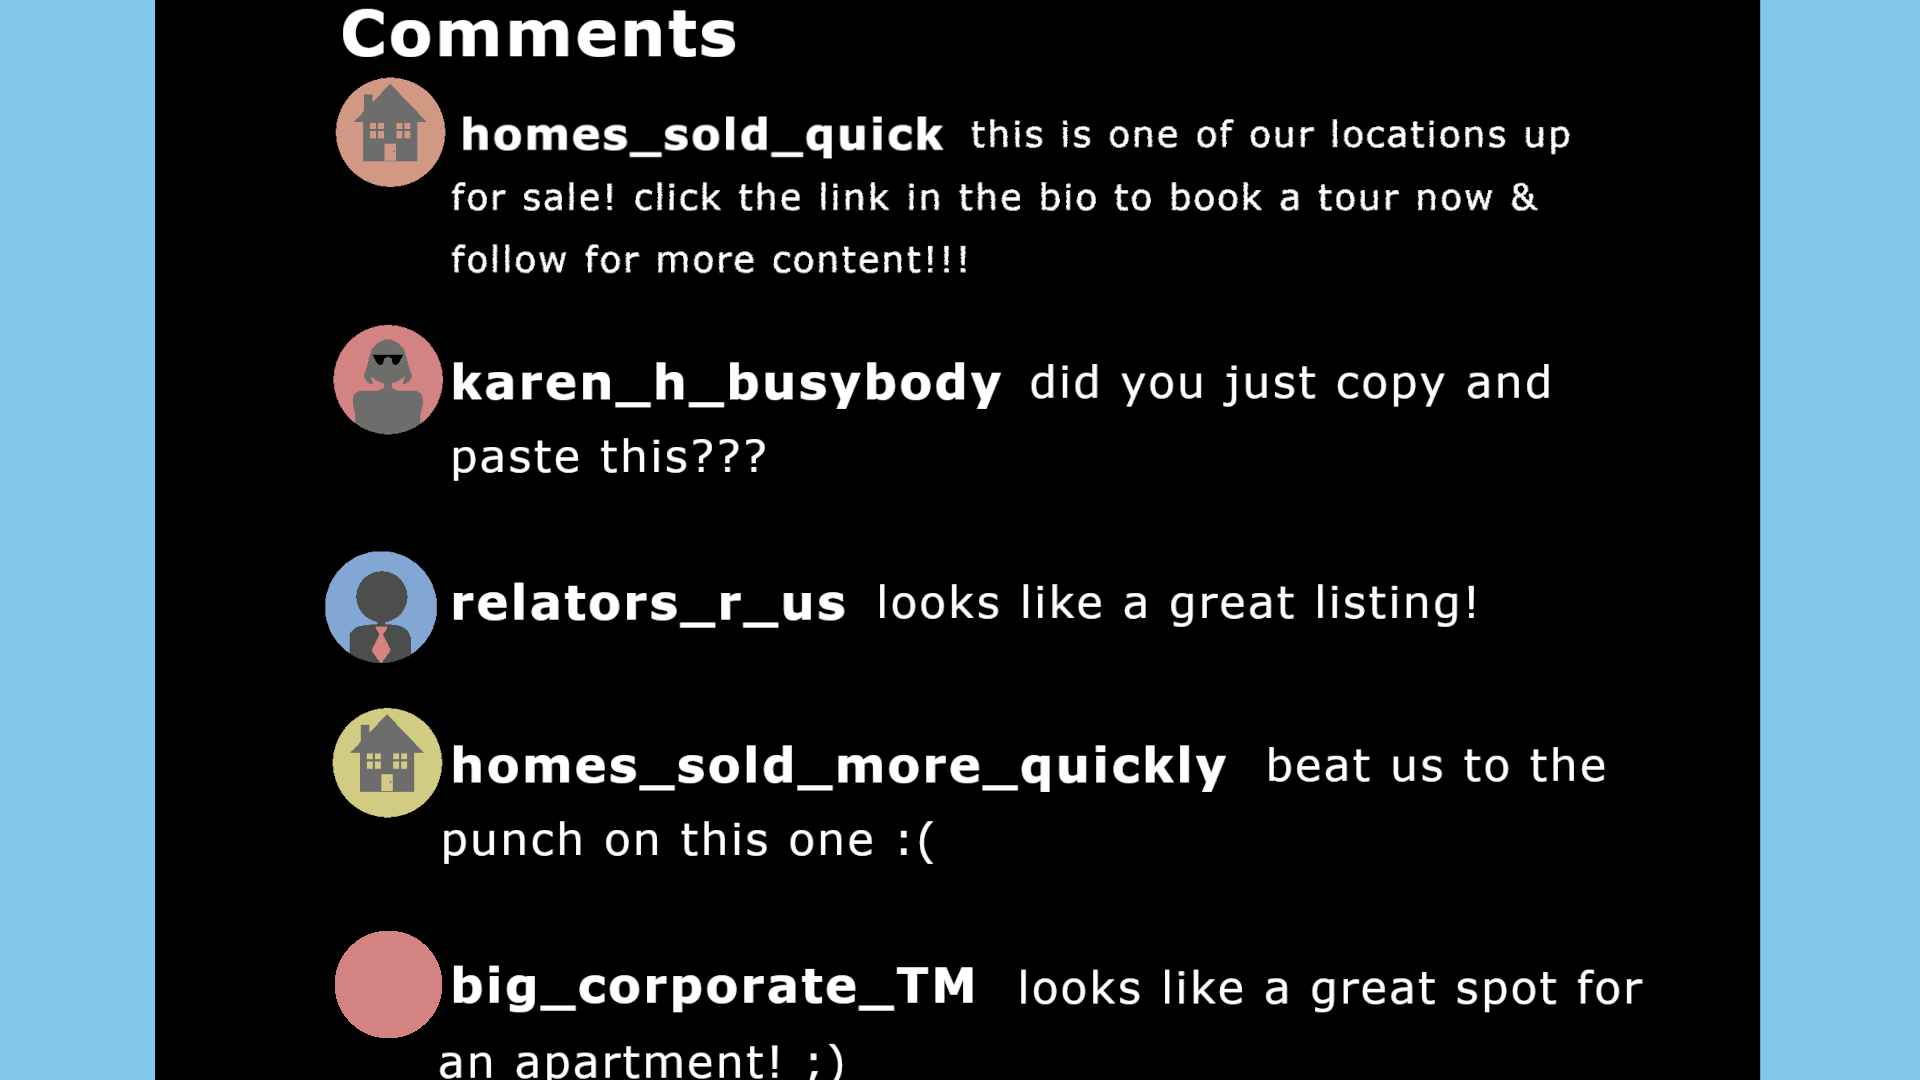 Comments
homes_sold_quick this is one of our locations up
for sale! click the link in the bio to book a tour now &
follow for more content!!!
karen_h_busybody did you just copy and
paste this???
relators_r_us looks like a great listing!
homes_sold_more_quickly beat us to the
punch on this one :(
big_corporate_TM looks like a great spot for
an apartment! ;)